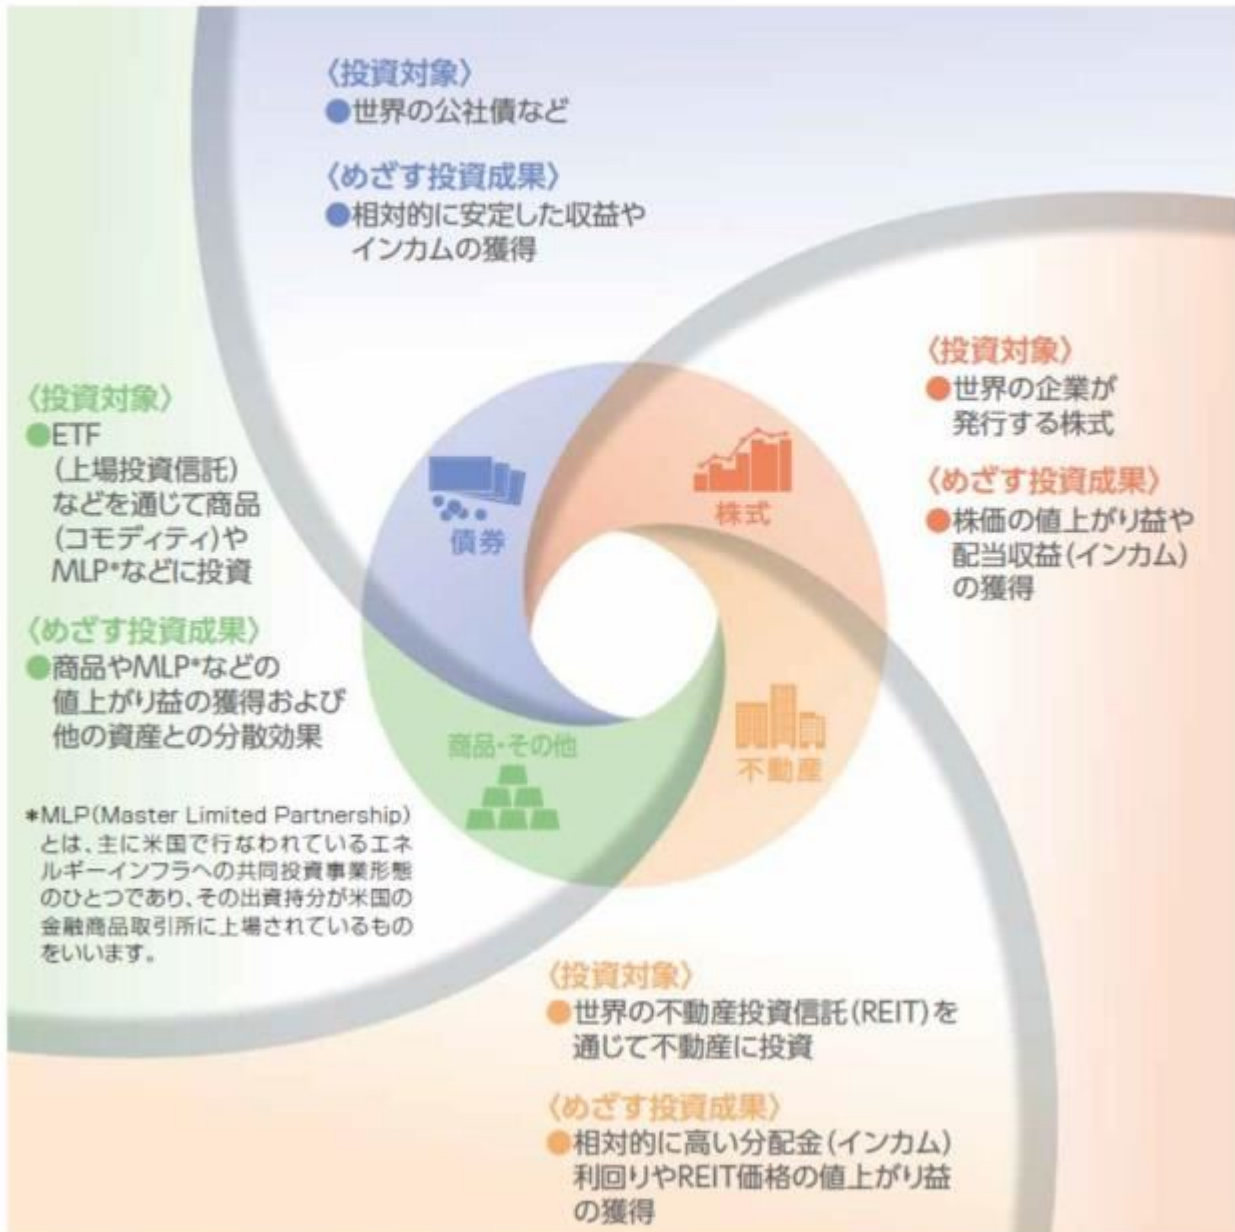 〈投資対象〉
●世界の公社債など
〈めざす投資成果〉
●相対的に安定した収益や
インカムの獲得
〈投資対象〉
●世界の企業が
発行する株式
〈めざす投資成果〉
●株価の値上がり益や
配当収益(インカム)
の獲得
〈投資対象〉
●ETF
(上場投資信託)
などを通じて商品
(コモディティ)や
MLP*などに投資
〈めざす投資成果〉
●商品やMLP*などの
値上がり益の獲得および
他の資産との分散効果
*MLP(Master Limited Partnership)
とは、主に米国で行なわれているエネ
ルギーインフラへの共同投資事業形態
のひとつであり、その出資持分が米国の
金融商品取引所に上場されているもの
をいいます。
債券
株式
商品・その他
不動産
〈投資対象〉
●世界の不動産投資信託(REIT)を
通じて不動産に投資
〈めざす投資成果〉
●相対的に高い分配金(インカム)
利回りやREIT価格の値上がり益
の獲得